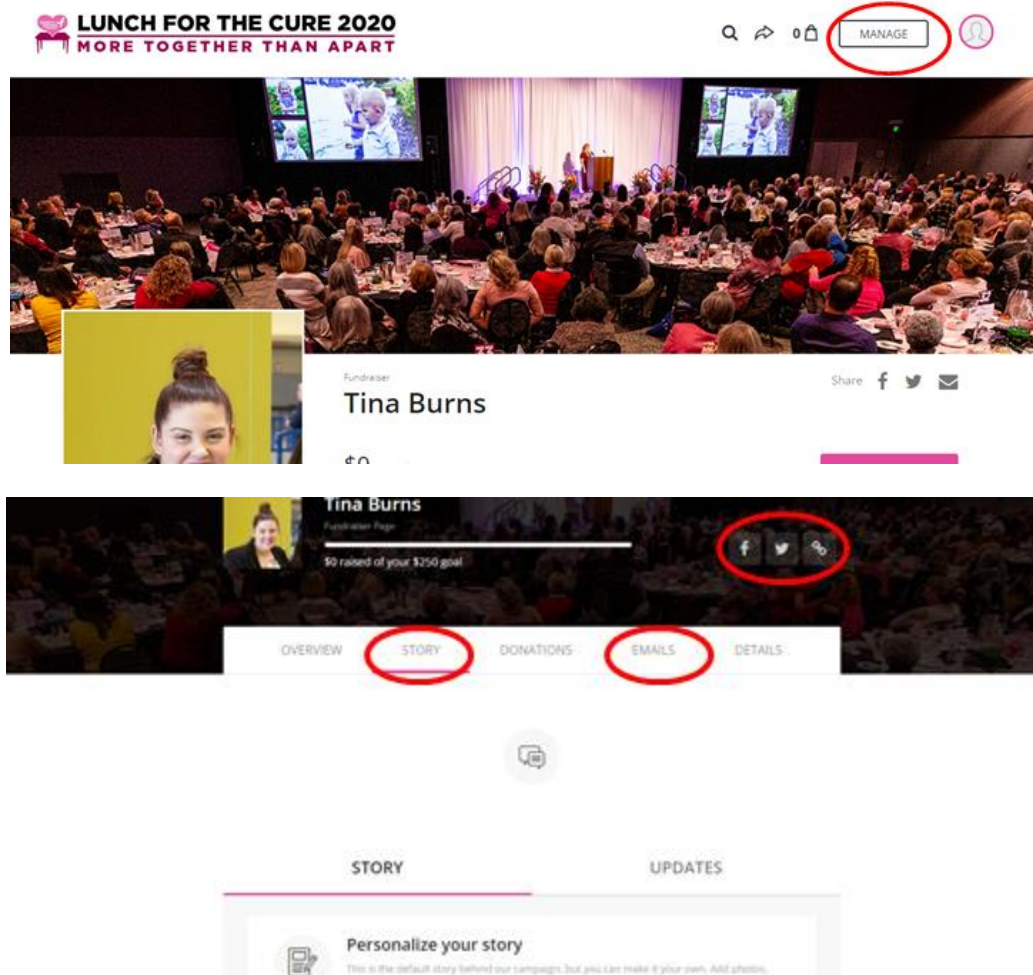 LUNCH FOR THE CURE 2020
MORE TOGETHER THAN APART
0
MANAGE
Fundraiser
Tina Burns
Share
$0
Tina Burns
Fundraiser Page
$0 raised of your $250 goal
OVERVIEW STORY DONATIONS EMAILS DETAILS
STORY UPDATES
Personalize your story
This is the default story behind our campaign, but you can make it your own. Add photos,